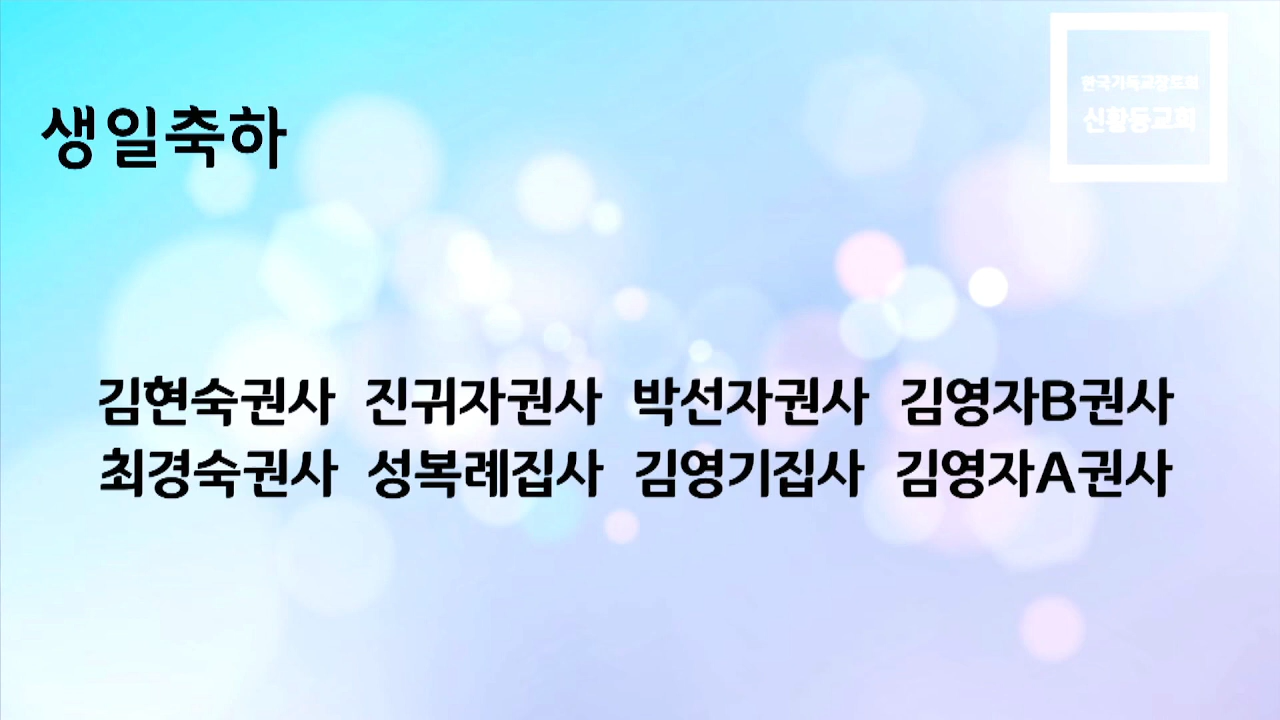 생일축하
한국기독교장로회
신황등교회
김현숙권사 진귀자권사 박선자권사 김영자B권사
최경숙권사 성복례집사 김영기집사 김영자A권사